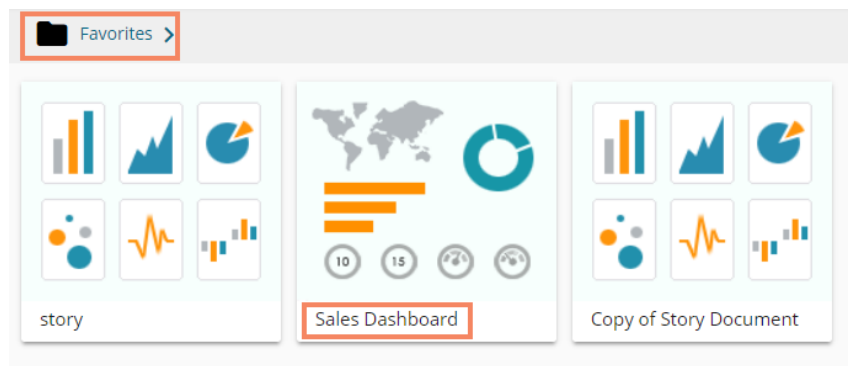 Favorites
10 15
story
Sales Dashboard
Copy of Story Document